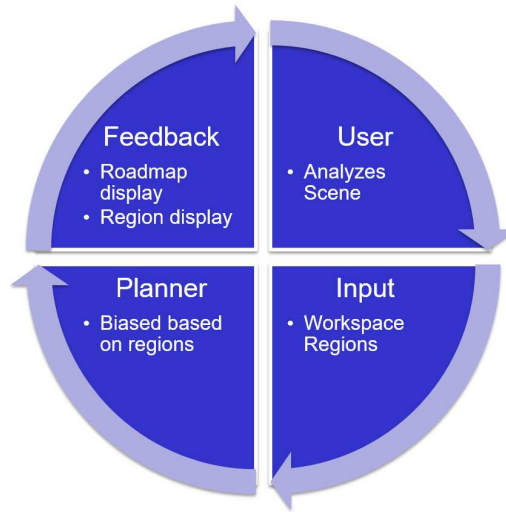 Feedback
• Roadmap
display
• Region display
User
• Analyzes
Scene
Planner
• Biased based
on regions
Input
• Workspace
Regions